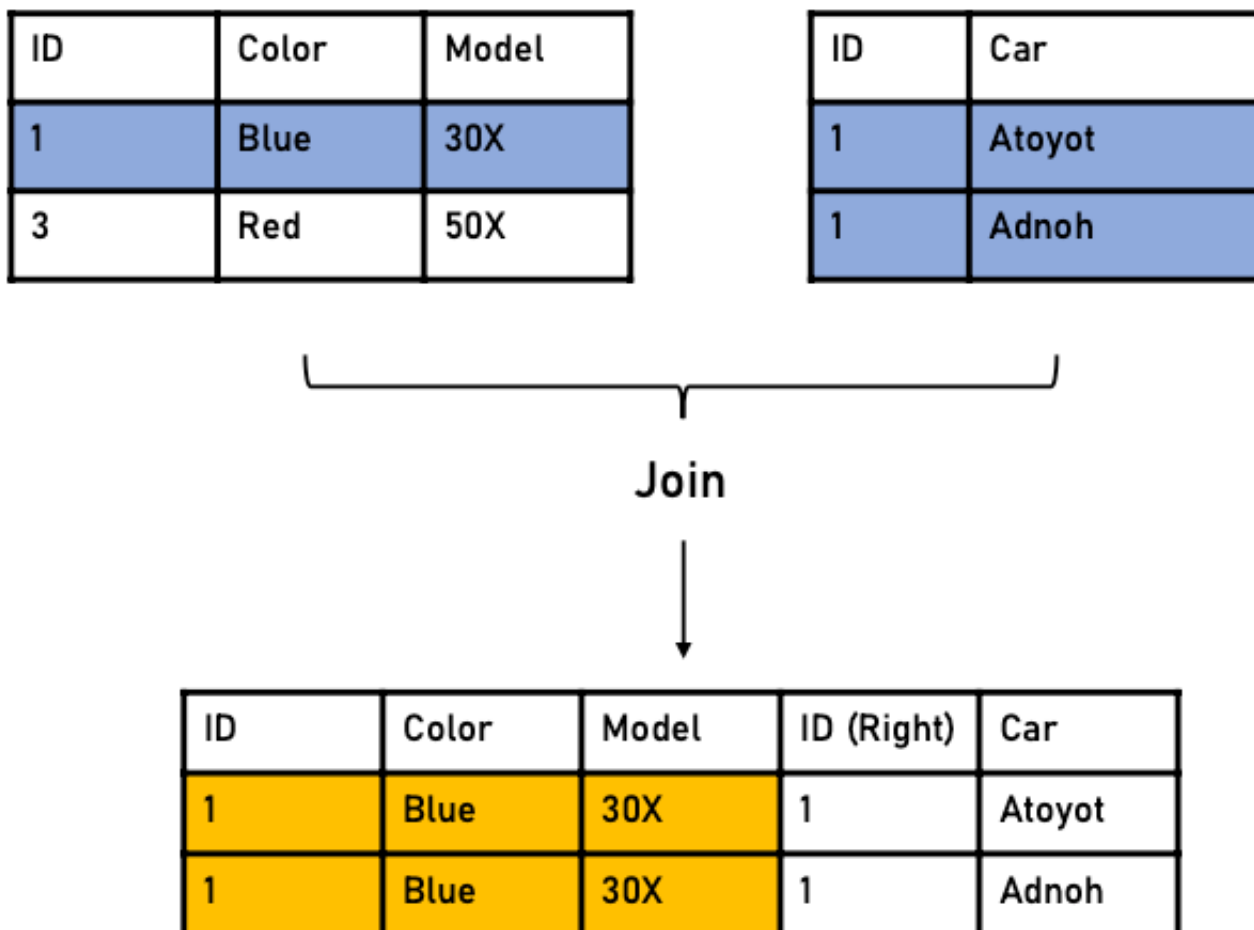 ID Color Model
1 Blue 30X
3 Red 50X
ID Car
1 Atoyot
1 Adnoh
Join
ID Color Model ID (Right) Car
1 Blue 30X 1 Atoyot
1 Blue 30X 1 Adnoh